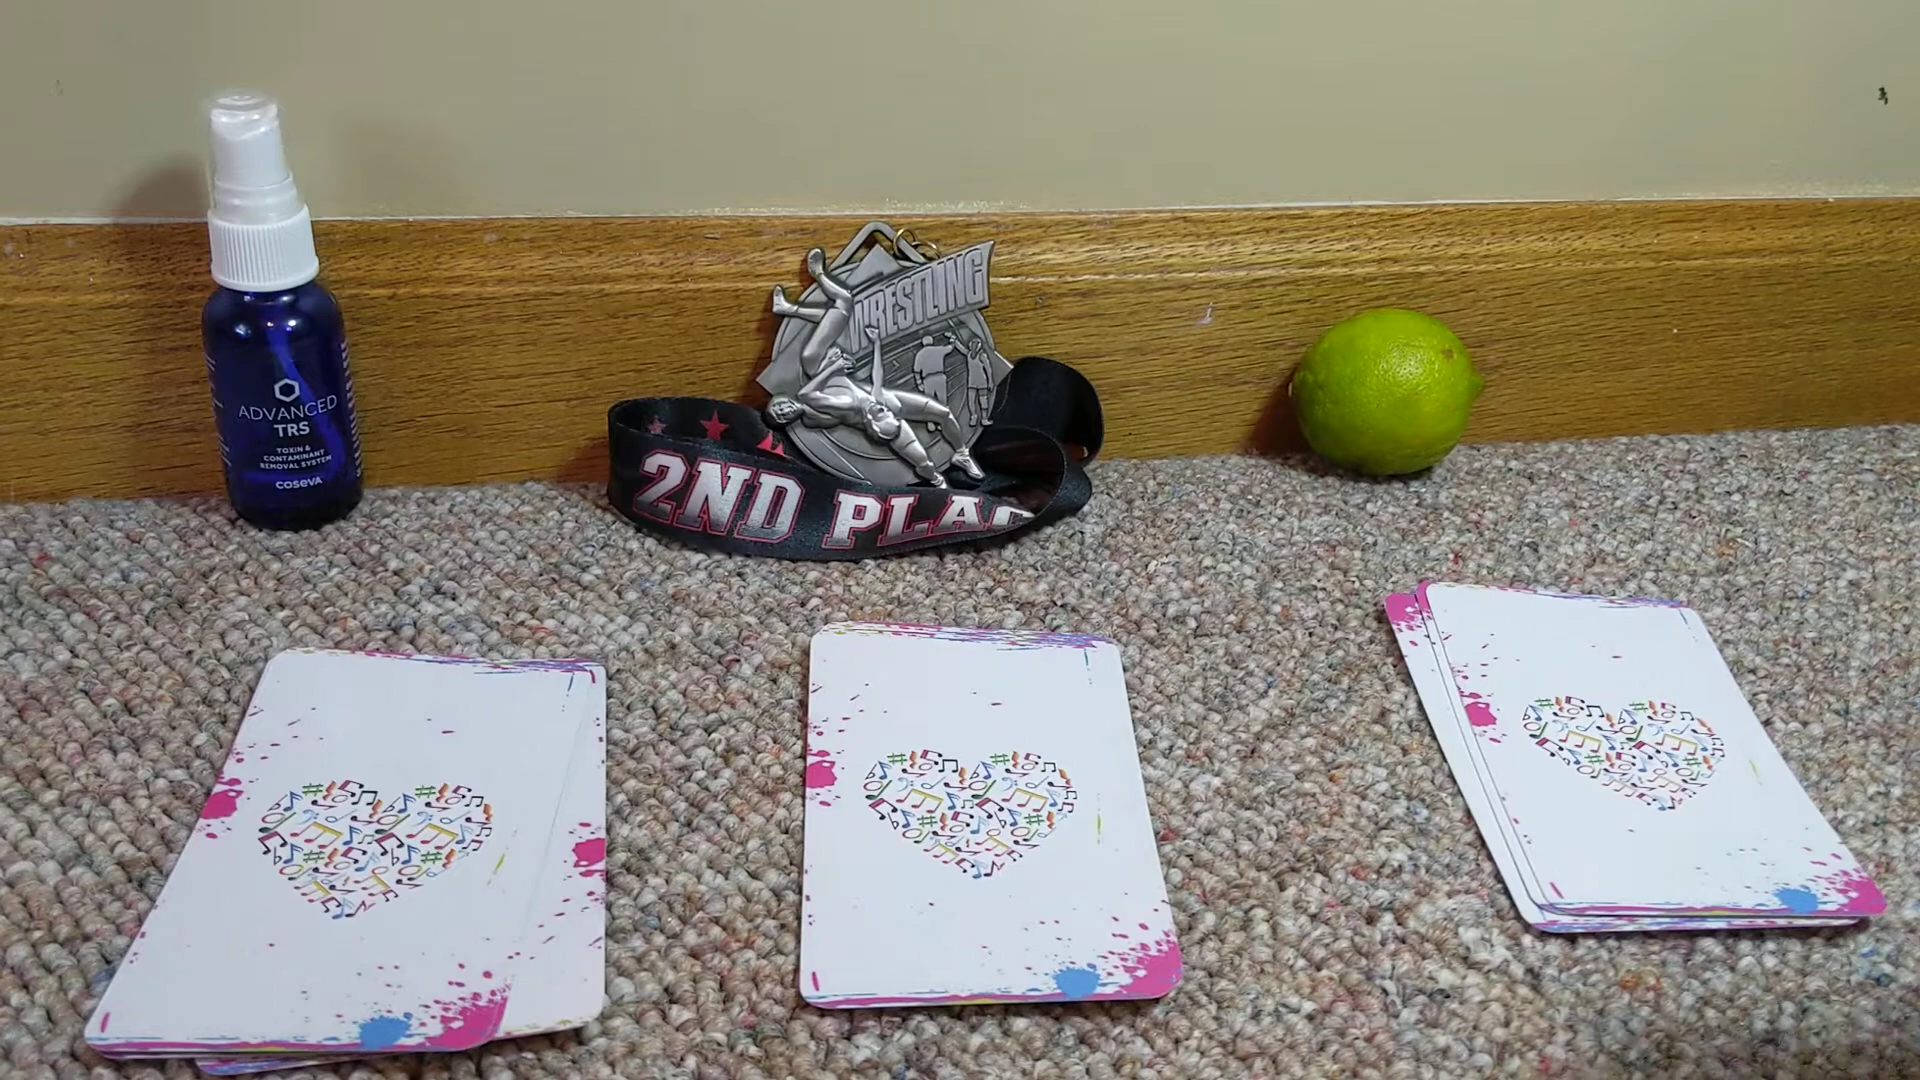 ADVANCED
TRS
TOXIN &
CONTAMINANT
REMOVAL SYSTEM
coseva
WRESTLING
2ND PLAC